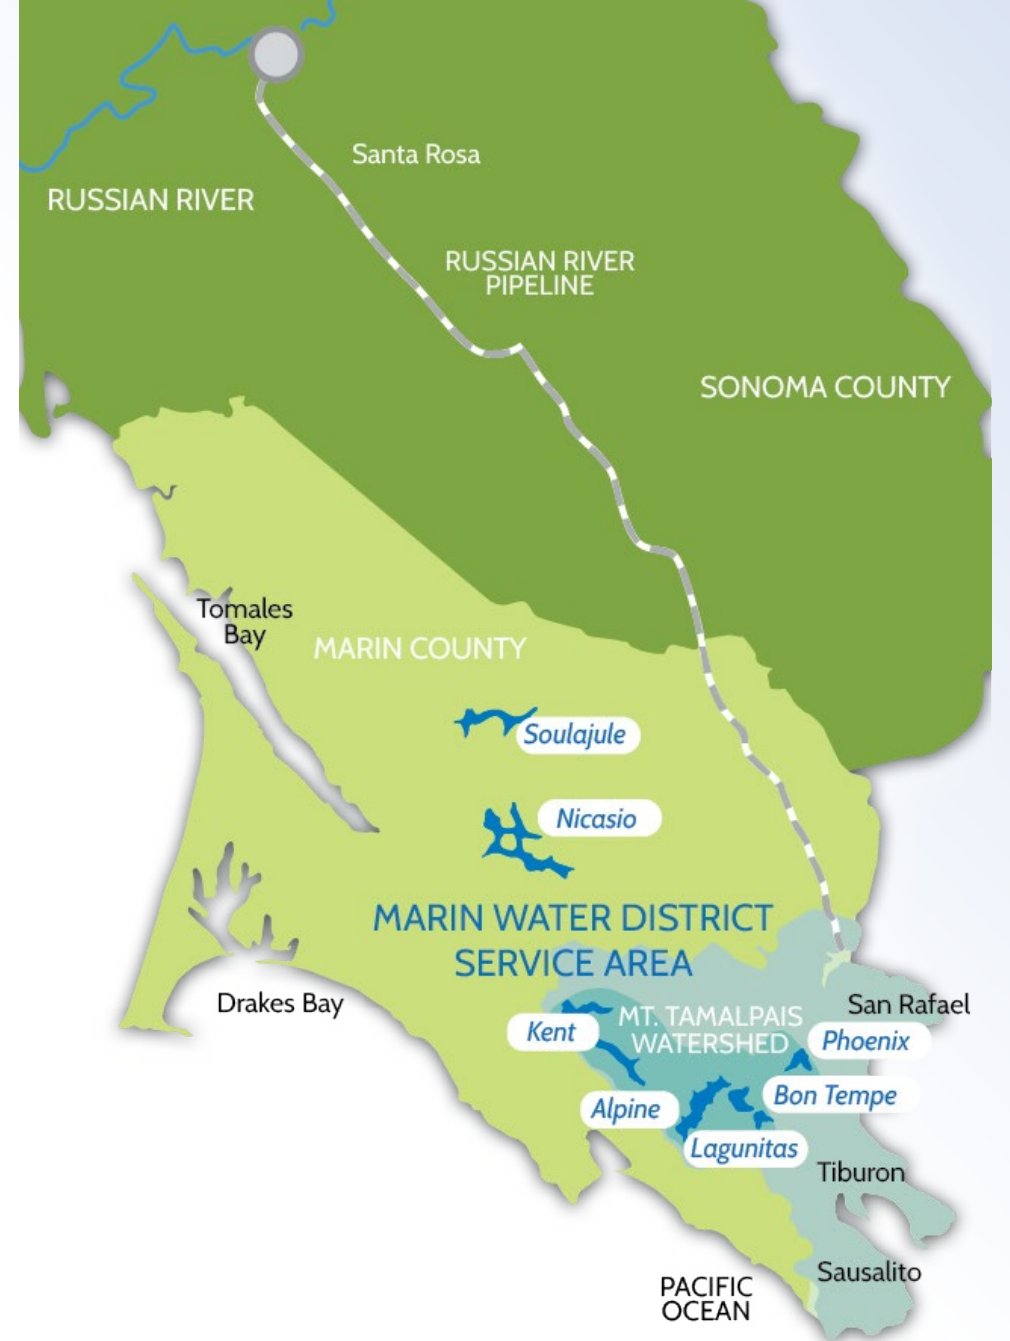 Santa Rosa
RUSSIAN RIVER
RUSSIAN RIVER
PIPELINE
SONOMA COUNTY
Tomales
Bay
MARIN COUNTY
Soulajule
Nicasio
MARIN WATER DISTRICT
SERVICE AREA
Drakes Bay
San Rafael
MT. TAMALPAIS
WATERSHED
Kent
Phoenix
Bon Tempe
Alpine
Lagunitas
Tiburon
Sausalito
PACIFIC
OCEAN